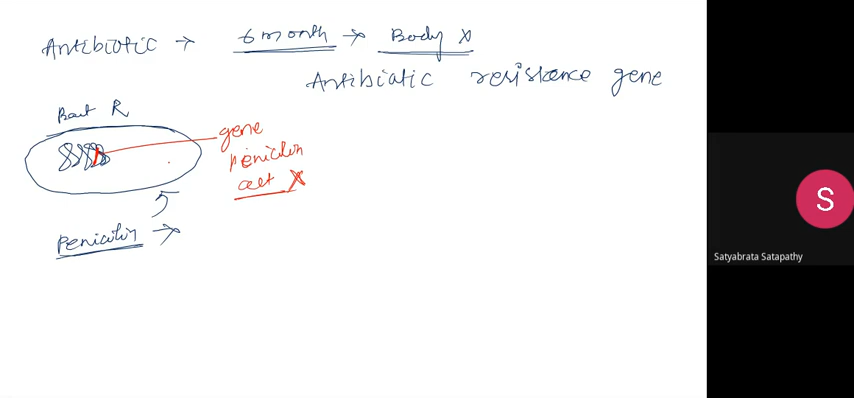 Antibiotic → 6 month → Body X
Antibiatic resistance gene
Bact R
gene
penicilin
act X
Penicilin →
S
Satyabrata Satapathy